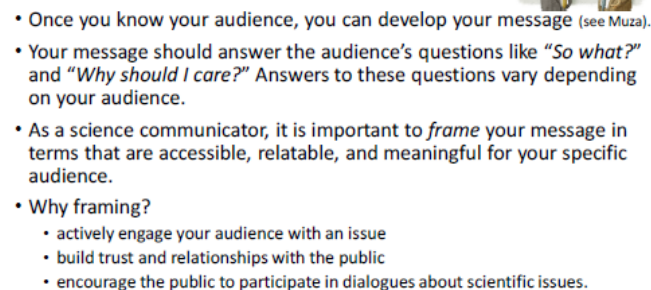 • Once you know your audience, you can develop your message (see Muza).
• Your message should answer the audience's questions like "So what?"
and "Why should I care?" Answers to these questions vary depending
on your audience.
• As a science communicator, it is important to frame your message in
terms that are accessible, relatable, and meaningful for your specific
audience.
• Why framing?
• actively engage your audience with an issue
• build trust and relationships with the public
• encourage the public to participate in dialogues about scientific issues.